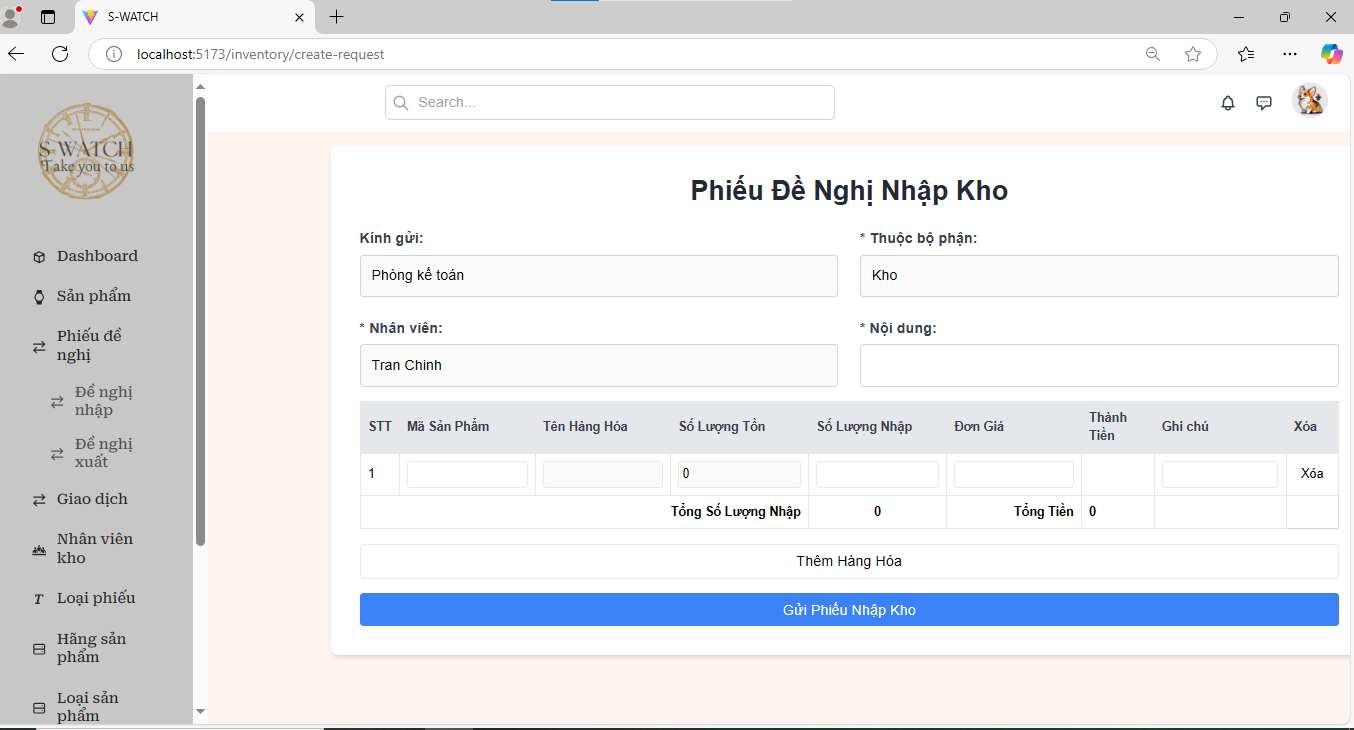 S-WATCH
localhost:5173/inventory/create-request
S-WATCH
Take you to us
Dashboard
Sản phẩm
Phiếu đề
nghị
Đề nghị
nhập
Đề nghị
xuất
Giao dịch
Nhân viên
kho
Loại phiếu
Hãng sản
phẩm
Loại sản
phẩm
Search...
Phiếu Đề Nghị Nhập Kho
Kính gửi:
* Thuộc bộ phận:
Phòng kế toán
Kho
* Nhân viên:
* Nội dung:
Tran Chinh
STT Mã Sản Phẩm Tên Hàng Hóa Số Lượng Tồn Số Lượng Nhập Đơn Giá Thành Tiền Ghi chú Xóa
1 0 Xóa
Tổng Số Lượng Nhập 0 Tổng Tiền 0
Thêm Hàng Hóa
Gửi Phiếu Nhập Kho